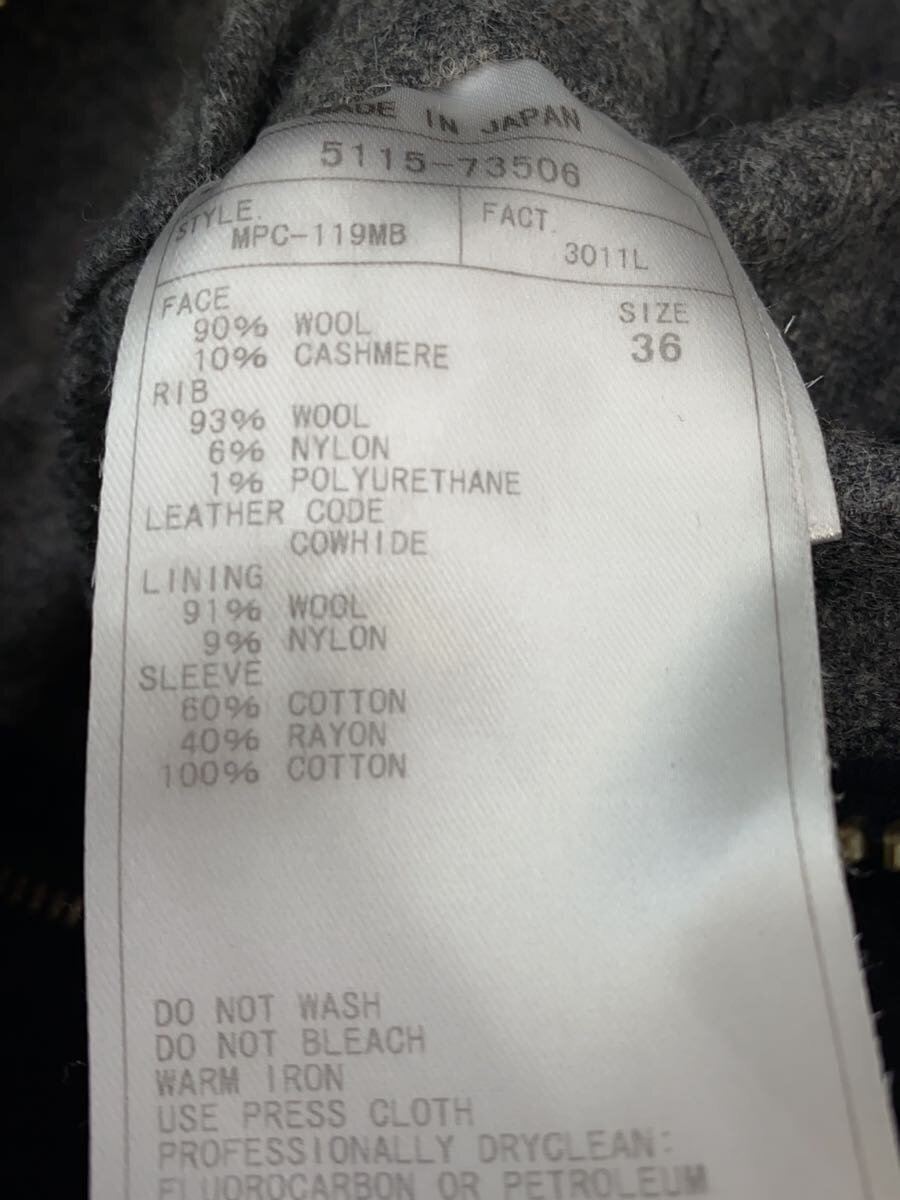 MADE IN JAPAN
5115-73506
STYLE. MPC-119MB FACT. 3011L
FACE SIZE
90% WOOL 36
10% CASHMERE
RIB
93% WOOL
6% NYLON
1% POLYURETHANE
LEATHER CODE
COWHIDE
LINING
91% WOOL
9% NYLON
SLEEVE
60% COTTON
40% RAYON
100% COTTON
DO NOT WASH
DO NOT BLEACH
WARM IRON
USE PRESS CLOTH
PROFESSIONALLY DRYCLEAN:
FLUOROCARBON OR PETROLEUM